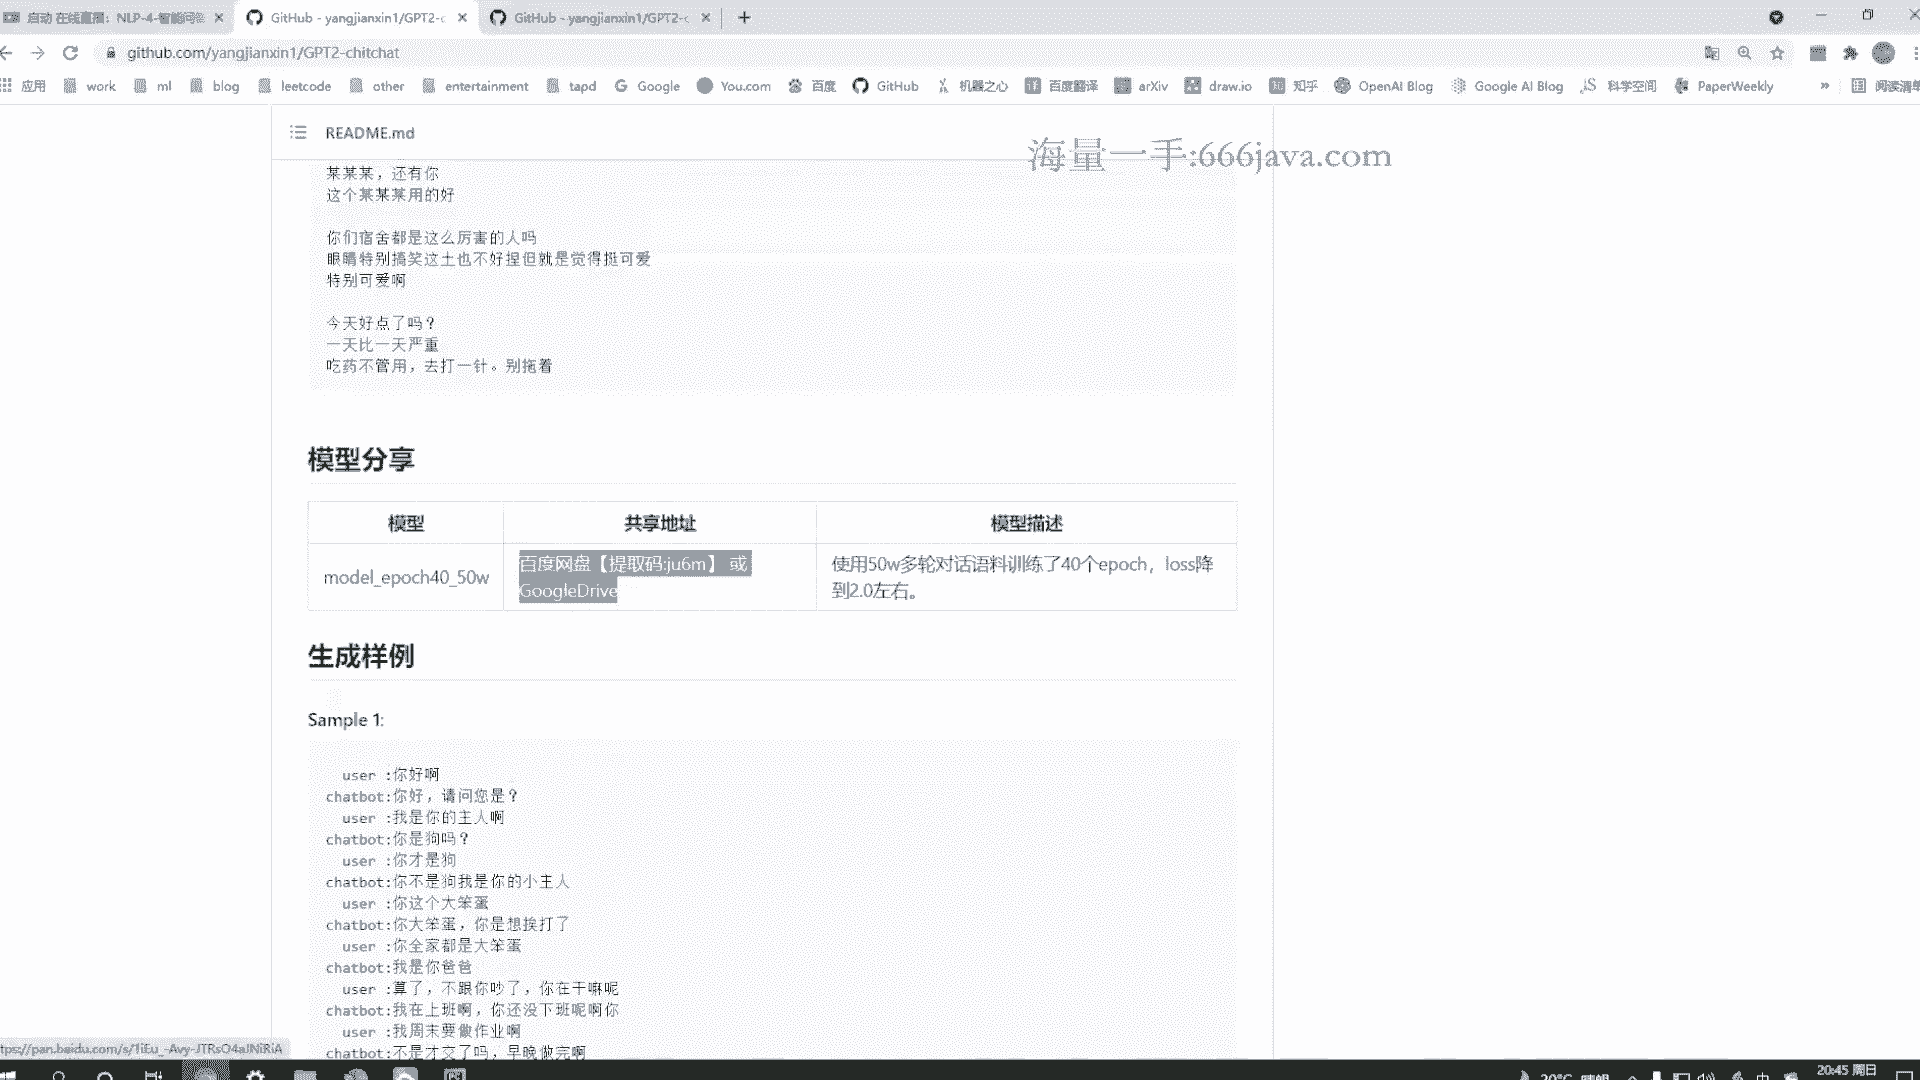 启动 在线直播：NLP-4-智能问答
GitHub - yangjianxin1/GPT2-c
GitHub - yangjianxin1/GPT2-c
github.com/yangjianxin1/GPT2-chitchat
应用 work ml blog leetcode other entertainment tapd Google You.com 百度 GitHub 机器之心 百度翻译 arXiv draw.io 知乎 OpenAI Blog Google AI Blog 科学空间 PaperWeekly » 阅读清单
README.md
海量一手:666java.com
某某某，还有你
这个某某某用的好
你们宿舍都是这么厉害的人吗
眼睛特别搞笑这土也不好捏但就是觉得挺可爱
特别可爱啊
今天好点了吗？
一天比一天严重
吃药不管用，去打一针。别拖着
模型分享
模型 共享地址 模型描述
model_epoch40_50w
百度网盘【提取码:ju6m】 或
GoogleDrive
使用50w多轮对话语料训练了40个epoch，loss降
到2.0左右。
生成样例
Sample 1:
user :你好啊
chatbot:你好，请问您是？
user :我是你的主人啊
chatbot:你是狗吗？
user :你才是狗
chatbot:你不是狗我是你的小主人
user :你这个大笨蛋
chatbot:你大笨蛋，你是想挨打了
user :你全家都是大笨蛋
chatbot:我是你爸爸
user :算了，不跟你吵了，你在干嘛呢
chatbot:我在上班啊，你还没下班呢啊你
user :我周末要做作业啊
chatbot:不是才交了吗，早晚做完啊
20:45 周日